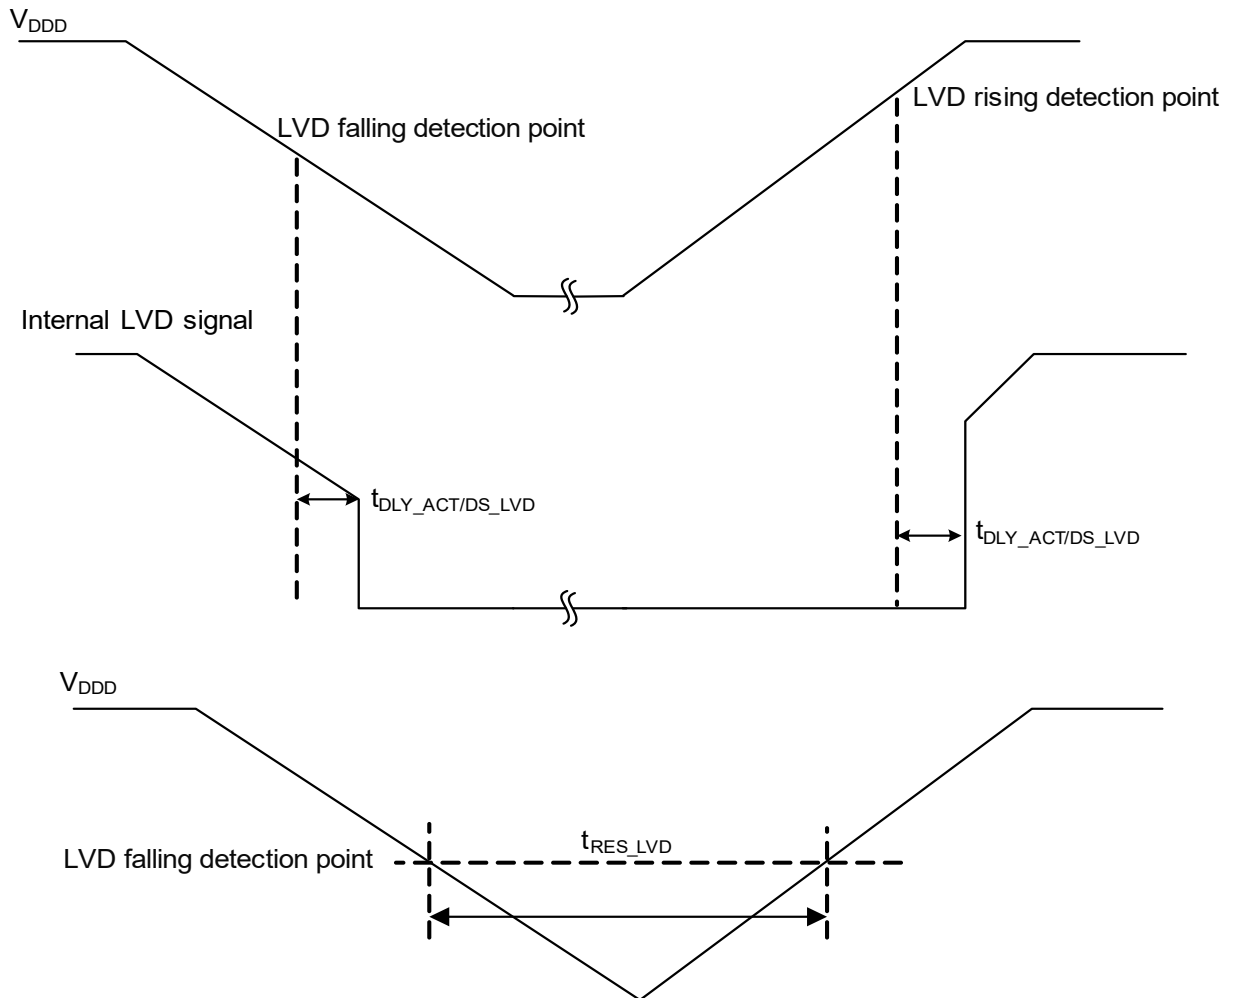 VDDD
LVD rising detection point
LVD falling detection point
Internal LVD signal
tDLY_ACT/DS_LVD
tDLY_ACT/DS_LVD
VDDD
tRES_LVD
LVD falling detection point